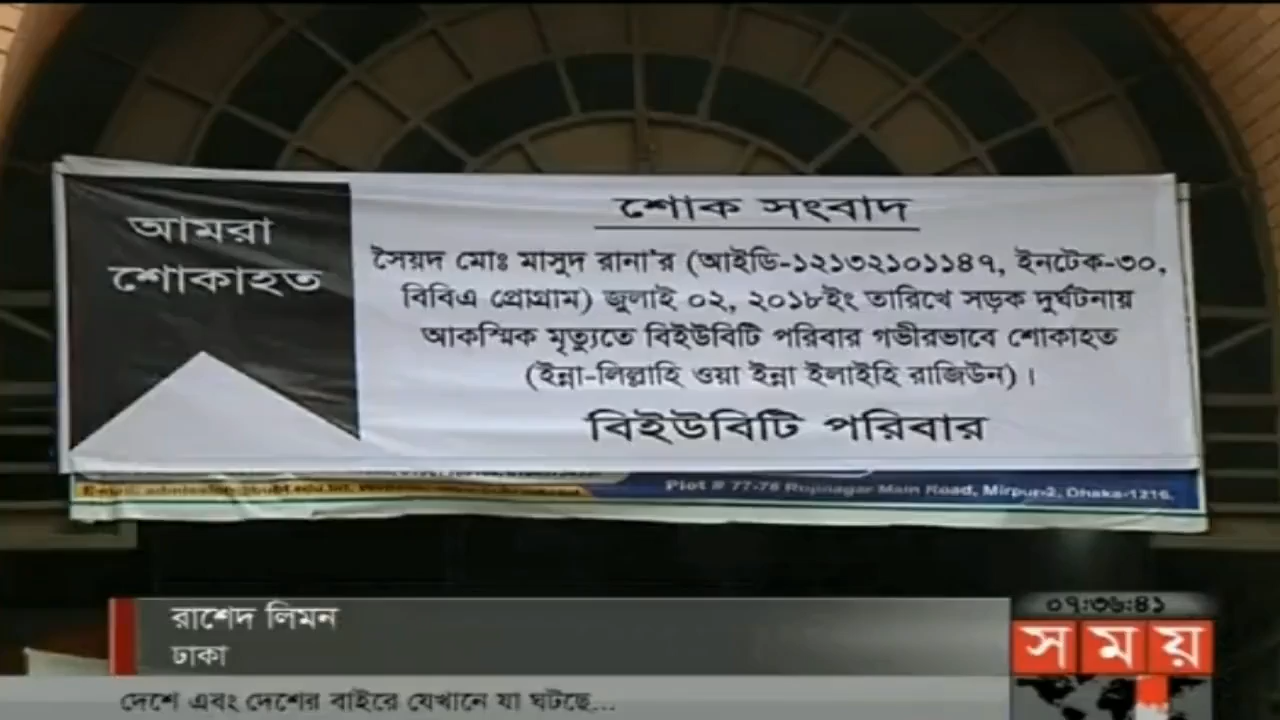 আমরা
শোকাহত
শোক সংবাদ
সৈয়দ মোঃ মাসুদ রানা'র (আইডি-১২১৩২১০১১৪৭, ইনটেক-৩০,
বিবিএ প্রোগ্রাম) জুলাই ০২, ২০১৮ইং তারিখে সড়ক দুর্ঘটনায়
আকস্মিক মৃত্যুতে বিইউবিটি পরিবার গভীরভাবে শোকাহত
(ইন্না-লিল্লাহি ওয়া ইন্না ইলাইহি রাজিউন)।
বিইউবিটি পরিবার
Plot # 77-78 Rupnagar Main Road, Mirpur-2, Dhaka-1216.
রাশেদ লিমন
ঢাকা
০৭:৩৬:৪১
সময়
দেশে এবং দেশের বাইরে যেখানে যা ঘটছে...